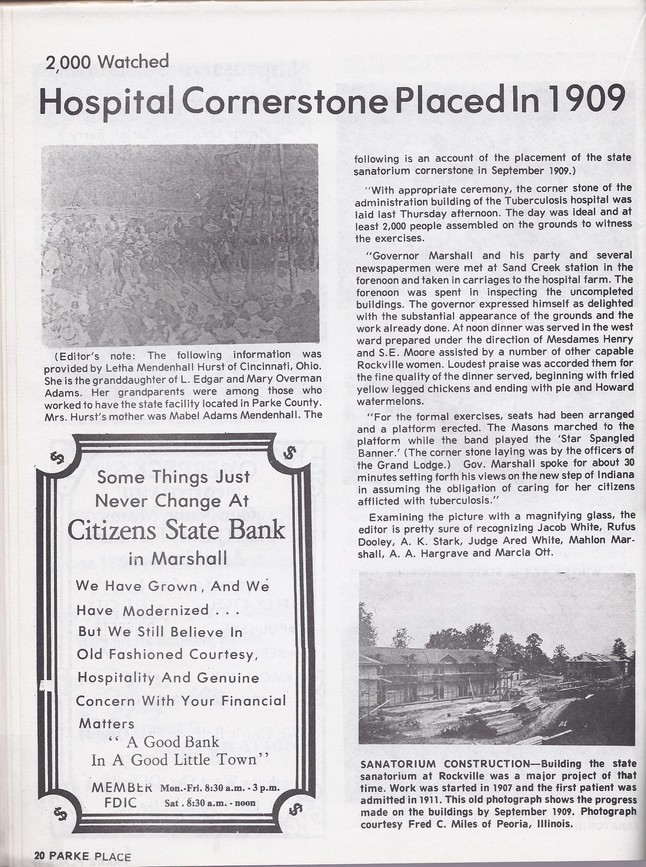 2,000 Watched
Hospital Cornerstone Placed In 1909
(Editor's note: The following information was
provided by Letha Mendenhall Hurst of Cincinnati, Ohio.
She is the granddaughter of L. Edgar and Mary Overman
Adams. Her grandparents were among those who
worked to have the state facility located in Parke County.
Mrs. Hurst's mother was Mabel Adams Mendenhall. The
following is an account of the placement of the state
sanatorium cornerstone in September 1909.)
"With appropriate ceremony, the corner stone of the
administration building of the Tuberculosis hospital was
laid last Thursday afternoon. The day was ideal and at
least 2,000 people assembled on the grounds to witness
the exercises.
"Governor Marshall and his party and several
newspapermen were met at Sand Creek station in the
forenoon and taken in carriages to the hospital farm. The
forenoon was spent in inspecting the uncompleted
buildings. The governor expressed himself as delighted
with the substantial appearance of the grounds and the
work already done. At noon dinner was served in the west
ward prepared under the direction of Mesdames Henry
and S.E. Moore assisted by a number of other capable
Rockville women. Loudest praise was accorded them for
the fine quality of the dinner served, beginning with fried
yellow legged chickens and ending with pie and Howard
watermelons.
"For the formal exercises, seats had been arranged
and a platform erected. The Masons marched to the
platform while the band played the 'Star Spangled
Banner.' (The corner stone laying was by the officers of
the Grand Lodge.) Gov. Marshall spoke for about 30
minutes setting forth his views on the new step of Indiana
in assuming the obligation of caring for her citizens
afflicted with tuberculosis."
Examining the picture with a magnifying glass, the
editor is pretty sure of recognizing Jacob White, Rufus
Dooley, A. K. Stark, Judge Ared White, Mahlon Mar-
shall, A. A. Hargrave and Marcia Ott.
SANATORIUM CONSTRUCTION—Building the state
sanatorium at Rockville was a major project of that
time. Work was started in 1907 and the first patient was
admitted in 1911. This old photograph shows the progress
made on the buildings by September 1909. Photograph
courtesy Fred C. Miles of Peoria, Illinois.
Some Things Just
Never Change At
Citizens State Bank
in Marshall
We Have Grown, And We
Have Modernized . . .
But We Still Believe In
Old Fashioned Courtesy,
Hospitality And Genuine
Concern With Your Financial
Matters
" A Good Bank
In A Good Little Town"
MEMBER Mon.-Fri. 8:30 a.m. - 3 p.m.
FDIC Sat. 8:30 a.m. - noon
20 PARKE PLACE